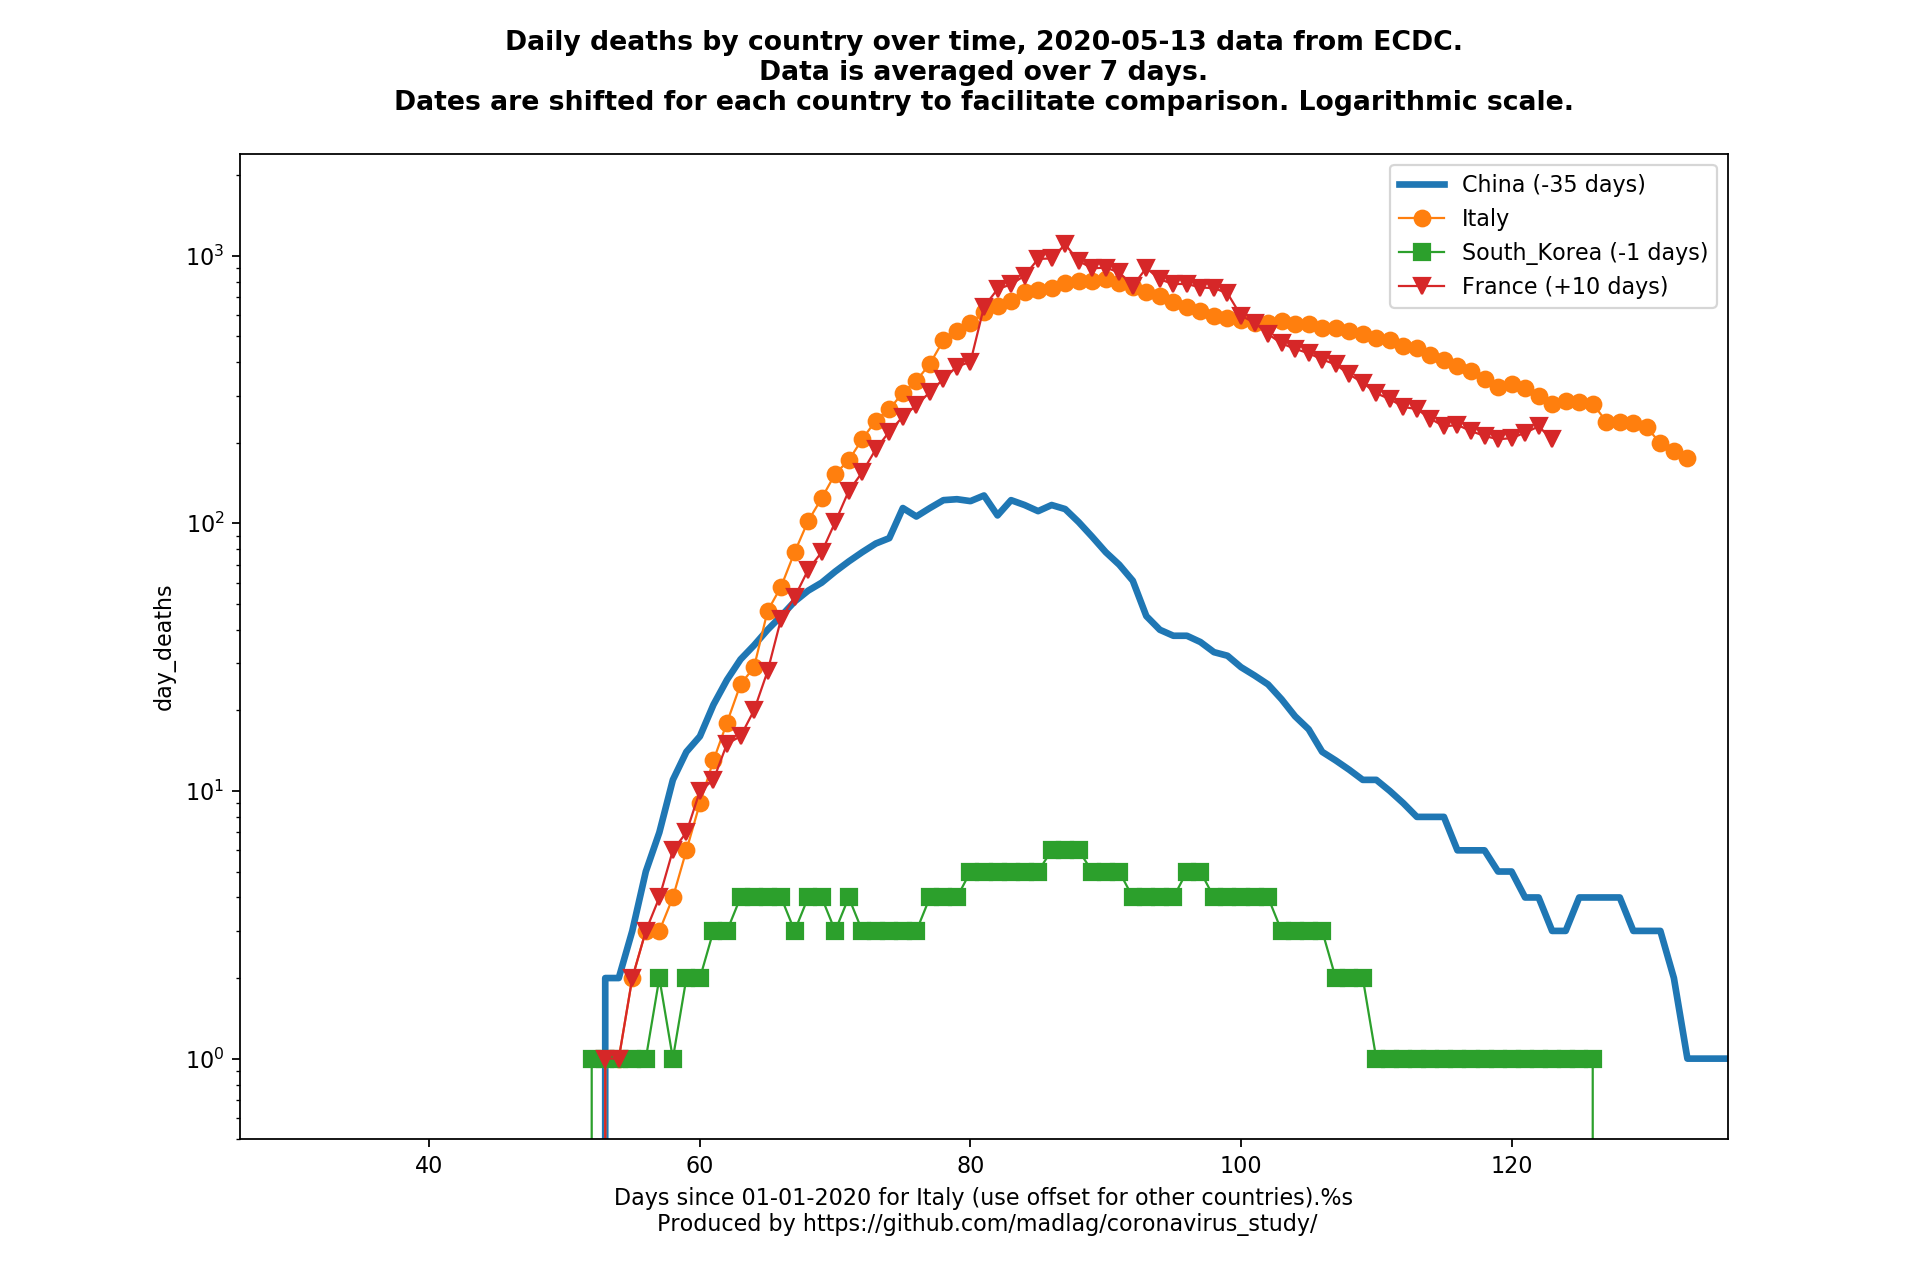 Daily deaths by country over time, 2020-05-13 data from ECDC.
Data is averaged over 7 days.
Dates are shifted for each country to facilitate comparison. Logarithmic scale.
China (-35 days)
Italy
South_Korea (-1 days)
France (+10 days)
day_deaths
10³
10²
10¹
10⁰
40 60 80 100 120
Days since 01-01-2020 for Italy (use offset for other countries).%s
Produced by https://github.com/madlag/coronavirus_study/